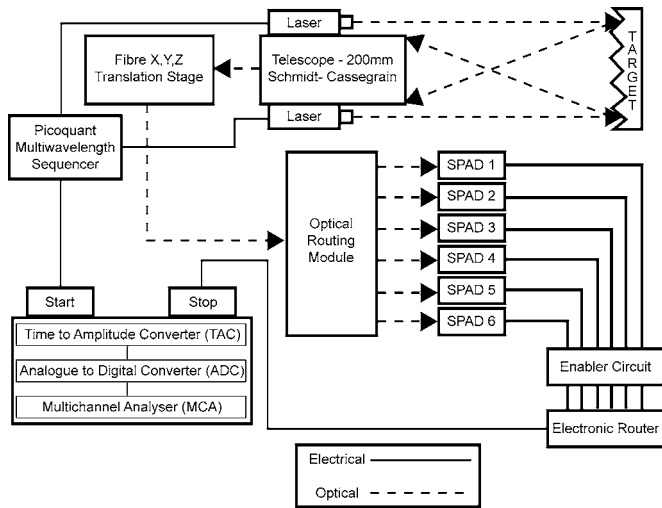 Laser
Fibre X,Y,Z
Translation Stage
Telescope - 200mm
Schmidt- Cassegrain
TARGET
Laser
Picoquant
Multiwavelength
Sequencer
Optical
Routing
Module
SPAD 1
SPAD 2
SPAD 3
SPAD 4
SPAD 5
SPAD 6
Start
Stop
Time to Amplitude Converter (TAC)
Analogue to Digital Converter (ADC)
Multichannel Analyser (MCA)
Enabler Circuit
Electronic Router
Electrical
Optical